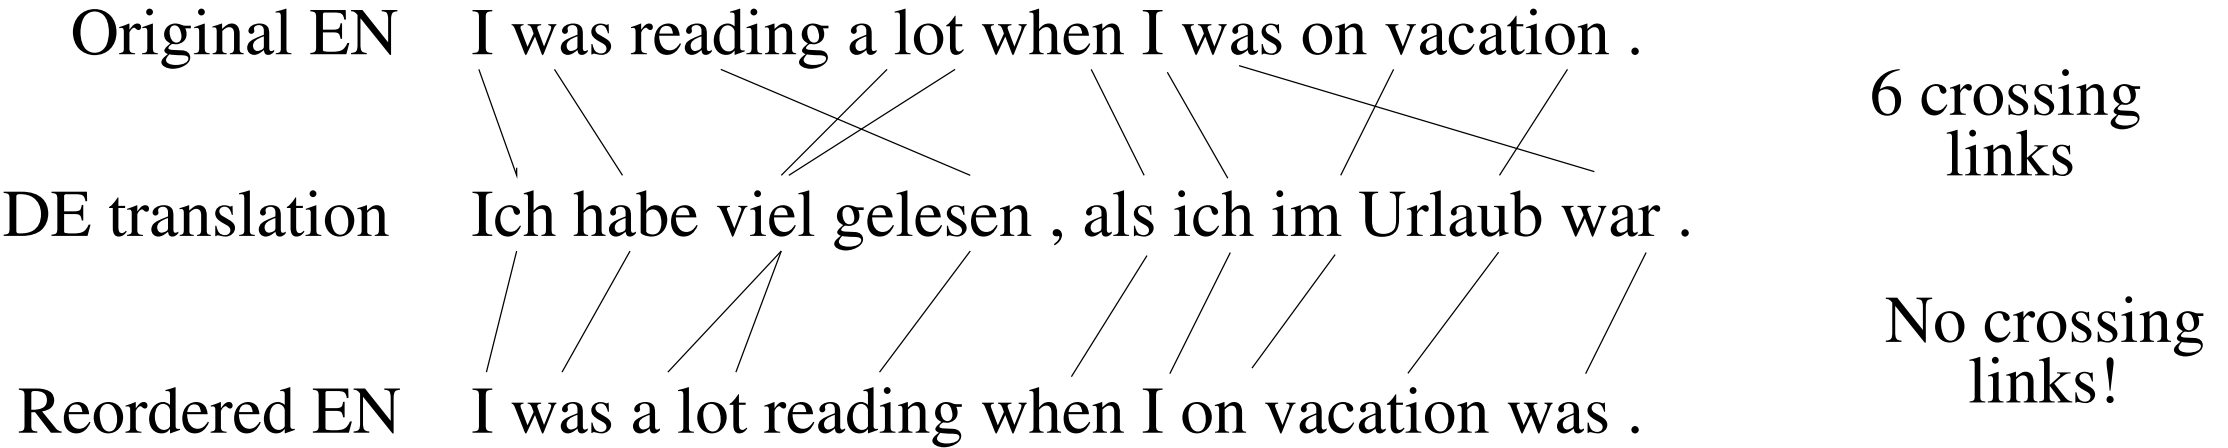 Original EN I was reading a lot when I was on vacation .
6 crossing
links
DE translation Ich habe viel gelesen , als ich im Urlaub war .
No crossing
links!
Reordered EN I was a lot reading when I on vacation was .